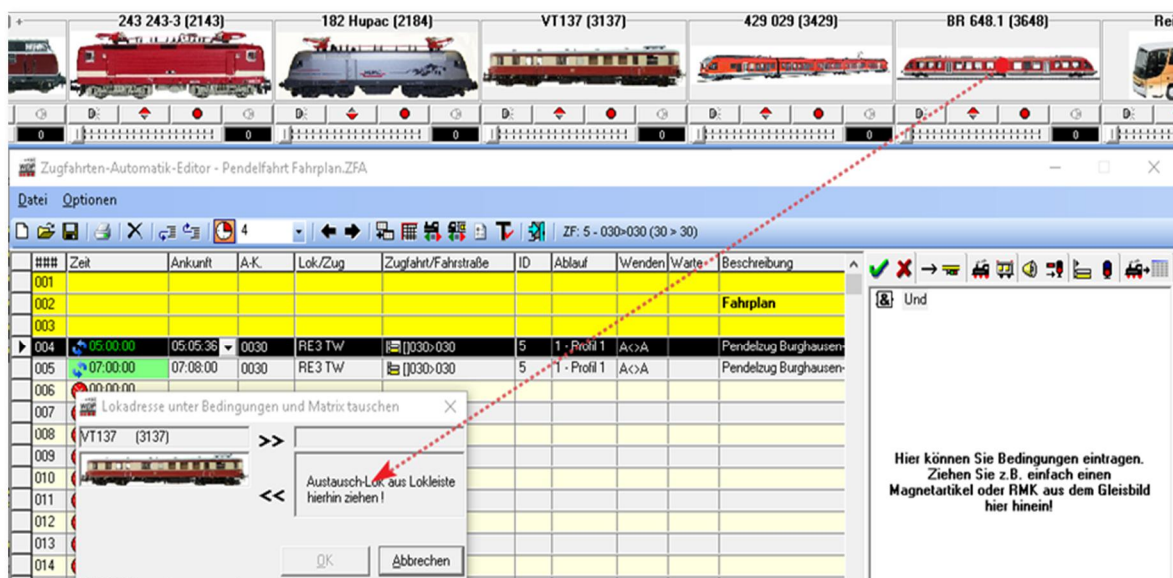 243 243-3 (2143) 182 Hupac (2184) VT137 (3137) 429 029 (3429) BR 648.1 (3648) Re
0 0 0 0 0 0
Zugfahrten-Automatik-Editor - Pendelfahrt Fahrplan.ZFA
Datei Optionen
4 ZF: 5 - 030>030 (30 > 30)
### Zeit Ankunft A-K. Lok/Zug Zugfahrt/Fahrstraße ID Ablauf Wenden Warte- Beschreibung
001
002 Fahrplan
003
004 05:00:00 05:05:36 0030 RE3 TW []030>030 5 1 - Profil 1 A<>A Pendelzug Burghausen-
005 07:00:00 07:08:00 0030 RE3 TW []030>030 5 1 - Profil 1 A<>A Pendelzug Burghausen-
006 00:00:00
007
008
009
010
011
012
013
014
Lokadresse unter Bedingungen und Matrix tauschen
VT137 (3137) >>
<<
Austausch-Lok aus Lokleiste
hierhin ziehen !
OK Abbrechen
& Und
Hier können Sie Bedingungen eintragen.
Ziehen Sie z.B. einfach einen
Magnetartikel oder RMK aus dem Gleisbild
hier hinein!